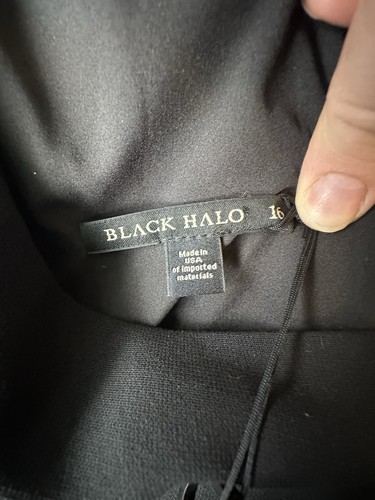 BLACK HALO 16
Made in
USA
of imported
materials